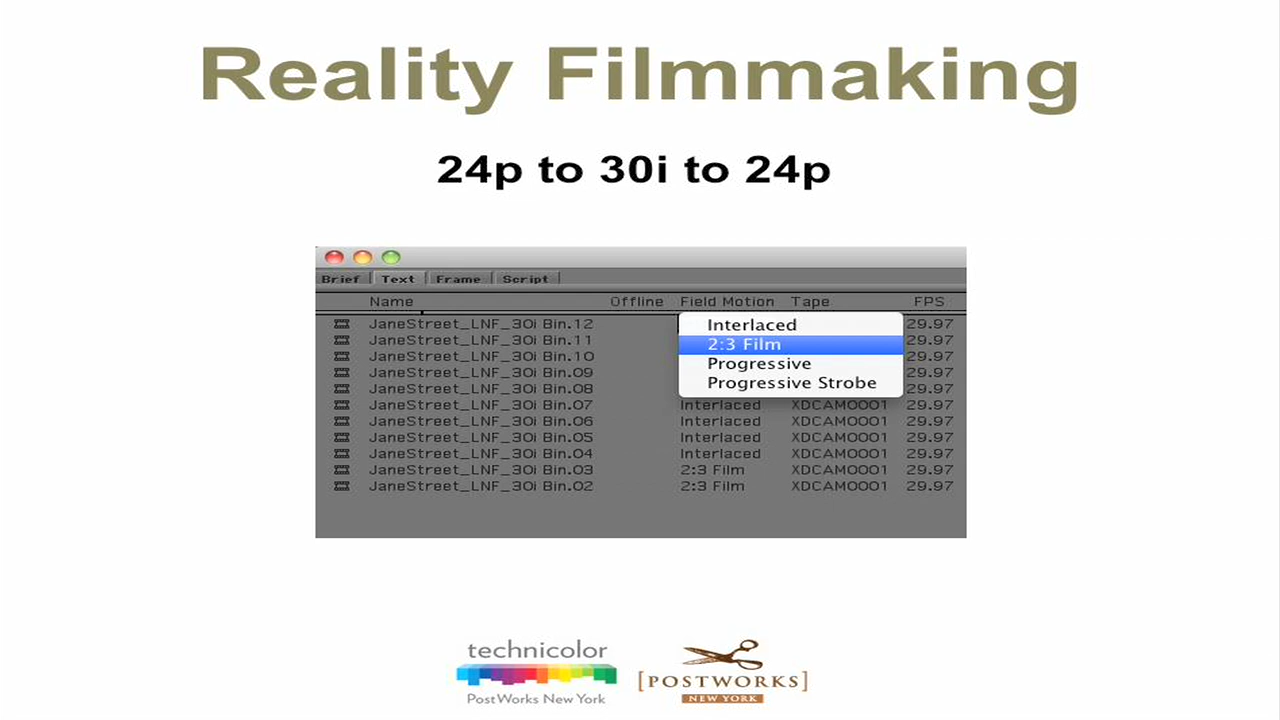 Reality Filmmaking
24p to 30i to 24p
Brief Text Frame Script
Name Offline Field Motion Tape FPS
JaneStreet_LNF_30i Bin.12 29.97
JaneStreet_LNF_30i Bin.11 29.97
JaneStreet_LNF_30i Bin.10 29.97
JaneStreet_LNF_30i Bin.09 29.97
JaneStreet_LNF_30i Bin.08 29.97
Interlaced
2:3 Film
Progressive
Progressive Strobe
JaneStreet_LNF_30i Bin.07 Interlaced XDCAM0001 29.97
JaneStreet_LNF_30i Bin.06 Interlaced XDCAM0001 29.97
JaneStreet_LNF_30i Bin.05 Interlaced XDCAM0001 29.97
JaneStreet_LNF_30i Bin.04 Interlaced XDCAM0001 29.97
JaneStreet_LNF_30i Bin.03 2:3 Film XDCAM0001 29.97
JaneStreet_LNF_30i Bin.02 2:3 Film XDCAM0001 29.97
technicolor
PostWorks New York
[POSTWORKS]
NEW YORK